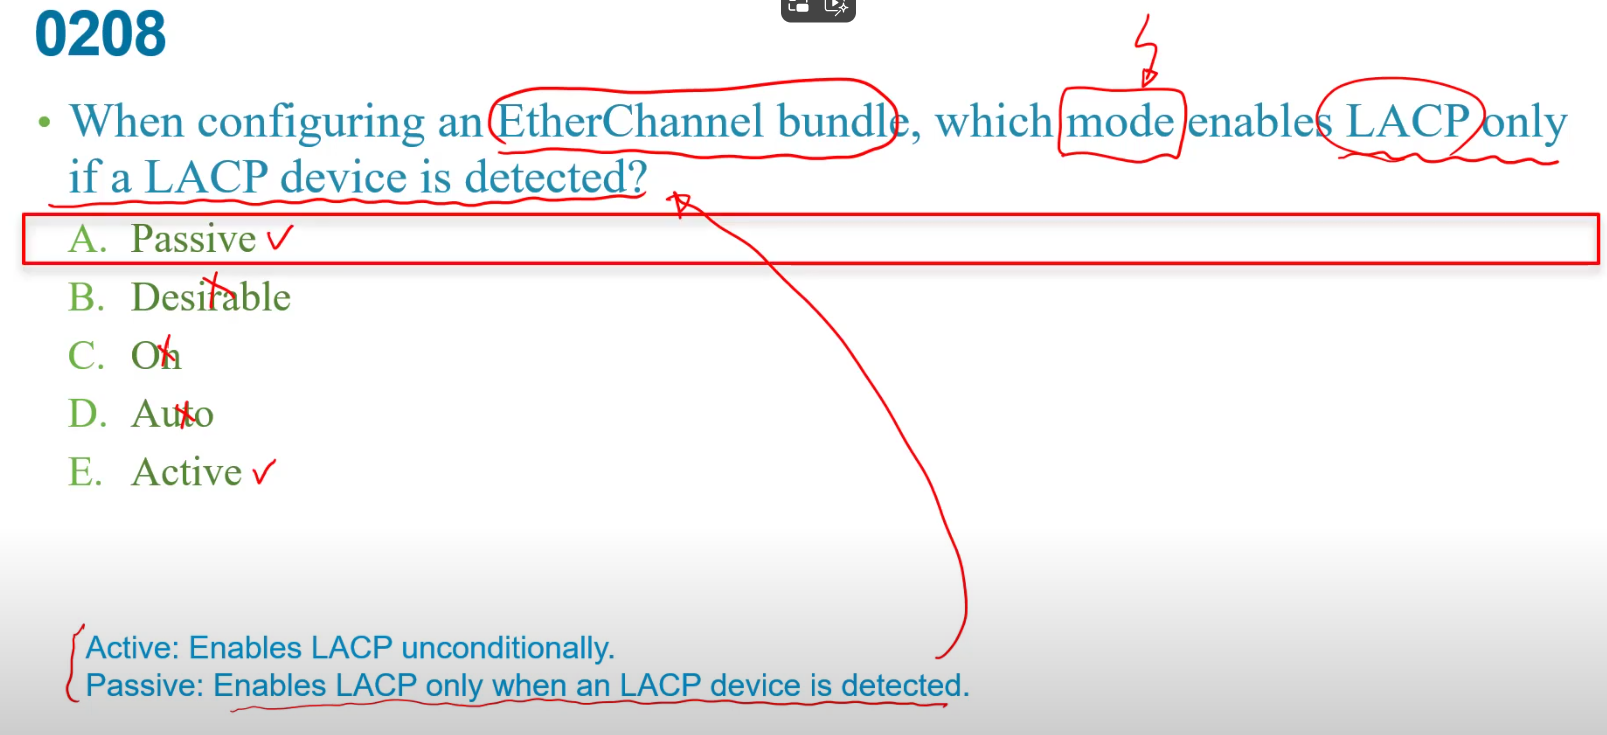 0208
• When configuring an EtherChannel bundle, which mode enables LACP only
if a LACP device is detected?
A. Passive ✓
B. Desirable
C. On
D. Auto
E. Active ✓
Active: Enables LACP unconditionally.
Passive: Enables LACP only when an LACP device is detected.